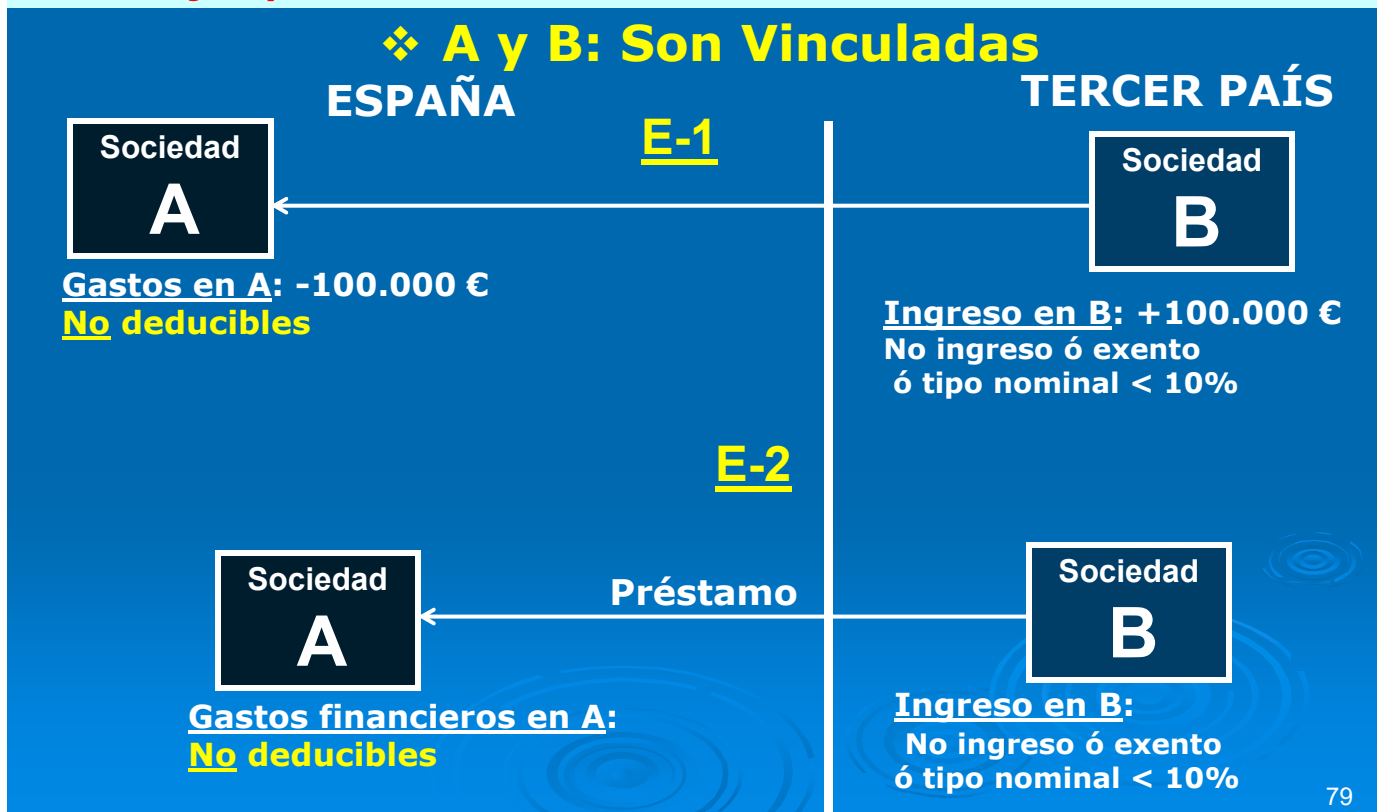 ❖ A y B: Son Vinculadas
ESPAÑA
TERCER PAÍS
E-1
Sociedad
A
Sociedad
B
Gastos en A: -100.000 €
No deducibles
Ingreso en B: +100.000 €
No ingreso ó exento
ó tipo nominal < 10%
E-2
Sociedad
A
Préstamo
Sociedad
B
Gastos financieros en A:
No deducibles
Ingreso en B:
No ingreso ó exento
ó tipo nominal < 10%
79